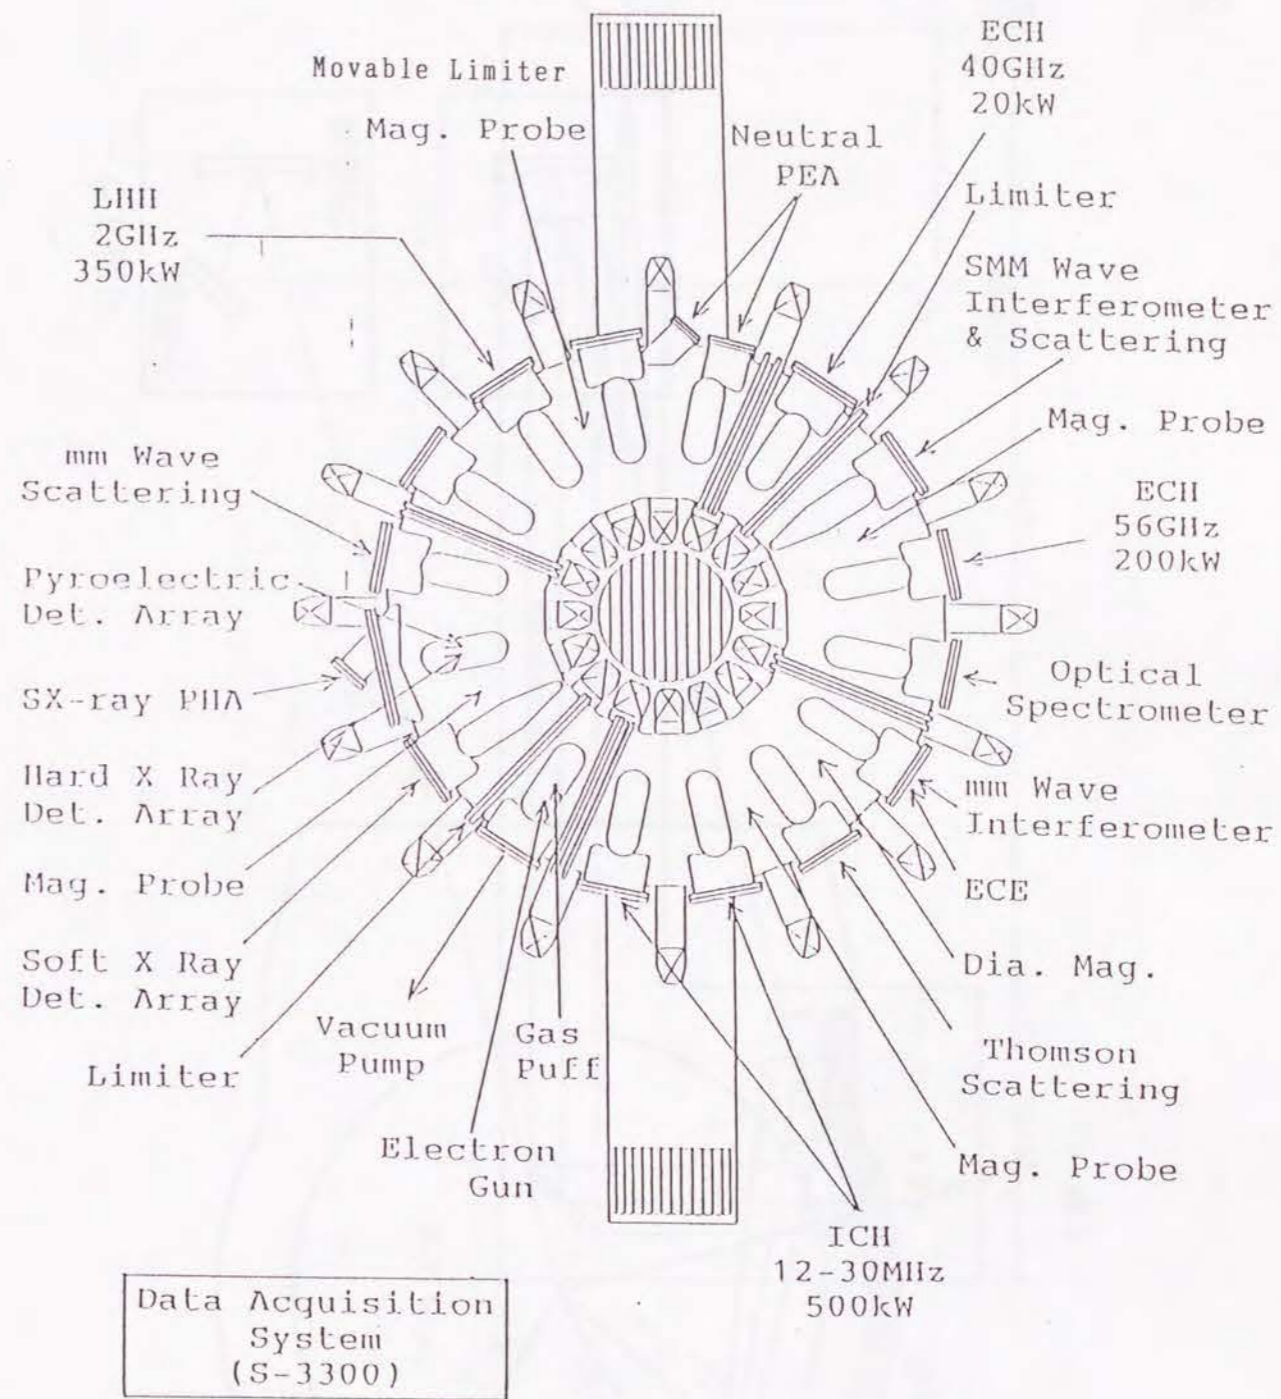 Movable Limiter
Mag. Probe
LHH
2GHz
350kW
Neutral
PEA
ECH
40GHz
20kW
Limiter
SMM Wave
Interferometer
& Scattering
Mag. Probe
ECH
56GHz
200kW
mm Wave
Scattering
Pyroelectric
Det. Array
SX-ray PHA
Hard X Ray
Det. Array
Mag. Probe
Soft X Ray
Det. Array
Limiter
Vacuum
Pump
Gas
Puff
Electron
Gun
Optical
Spectrometer
mm Wave
Interferometer
ECE
Dia. Mag.
Thomson
Scattering
Mag. Probe
ICH
12-30MHz
500kW
Data Acquisition
System
(S-3300)